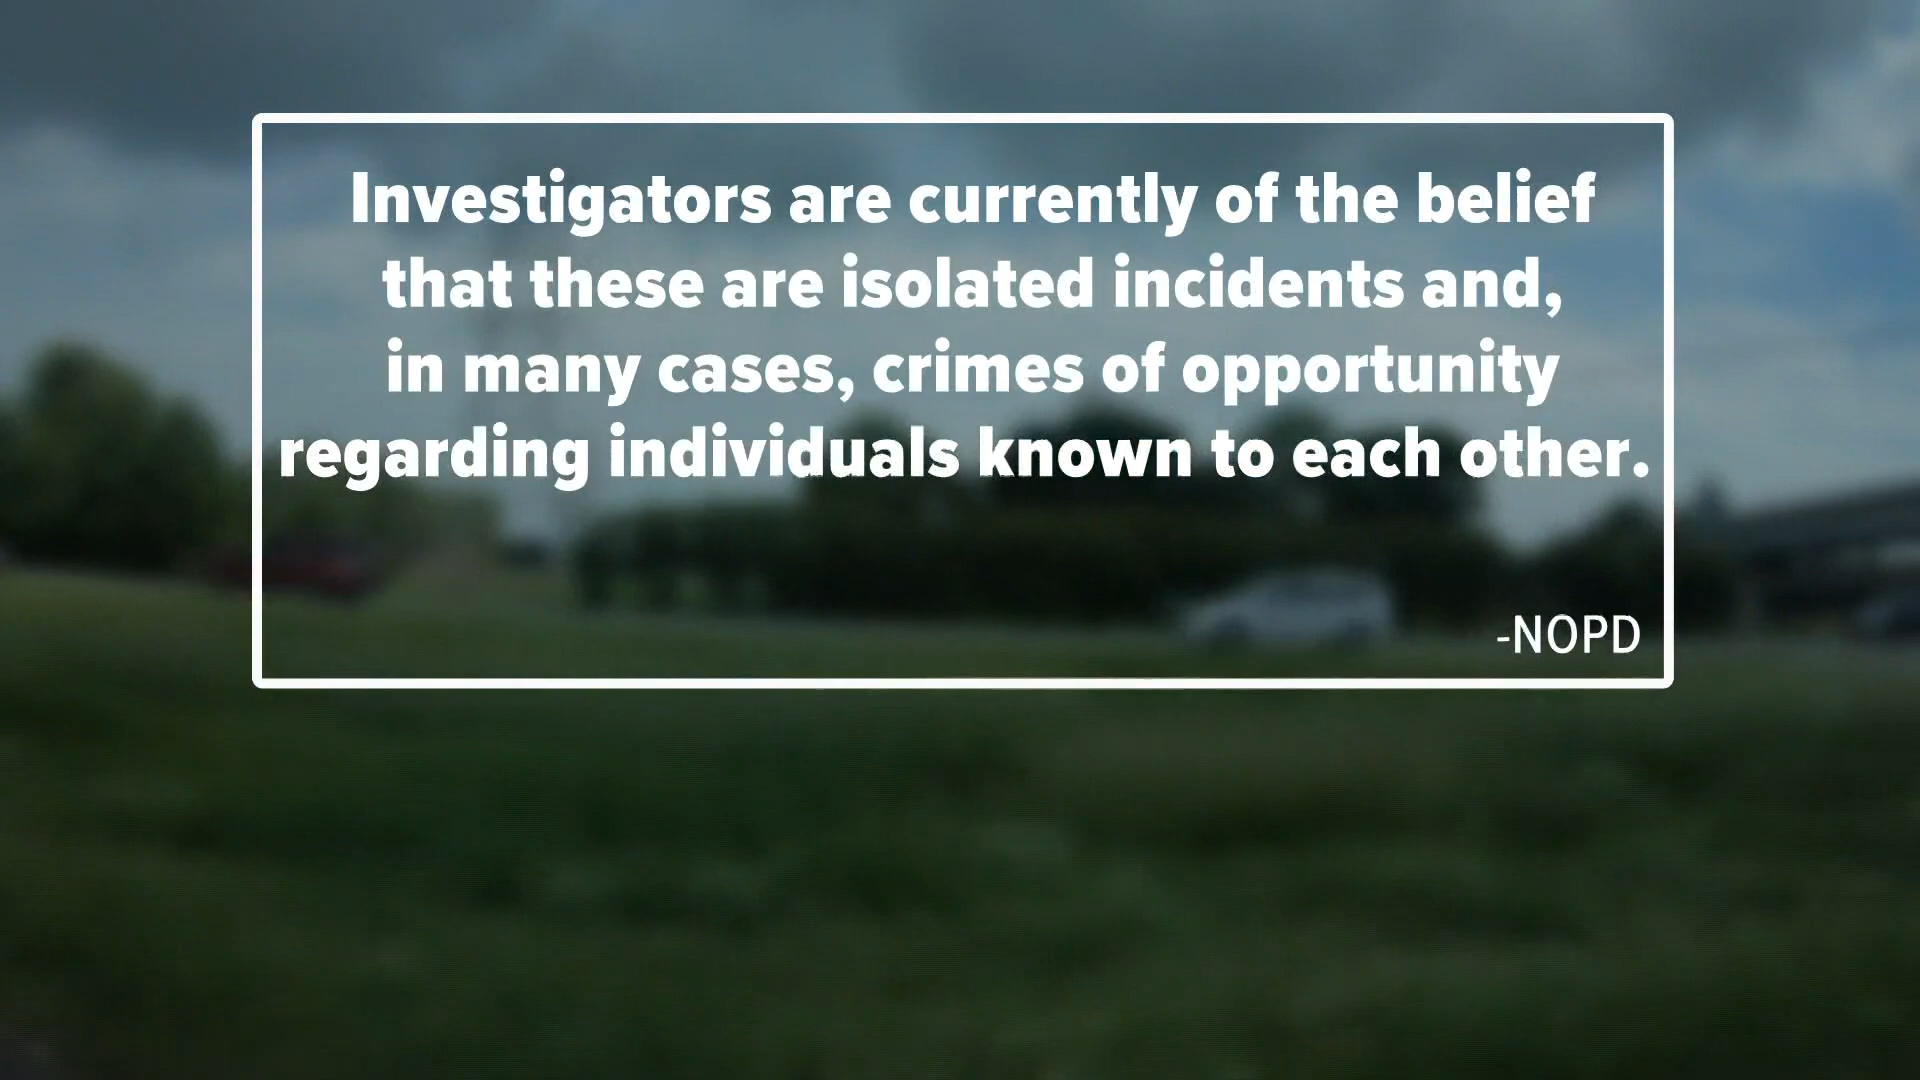 Investigators are currently of the belief
that these are isolated incidents and,
in many cases, crimes of opportunity
regarding individuals known to each other.
-NOPD